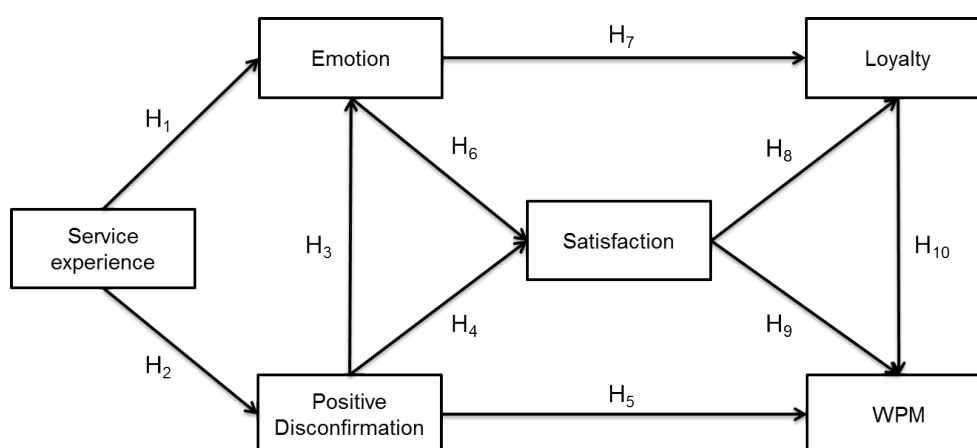 Emotion
H₇
Loyalty
H₁
H₆
H₈
Service
experience
H₃
Satisfaction
H₁₀
H₂
H₄
H₉
Positive
Disconfirmation
H₅
WPM